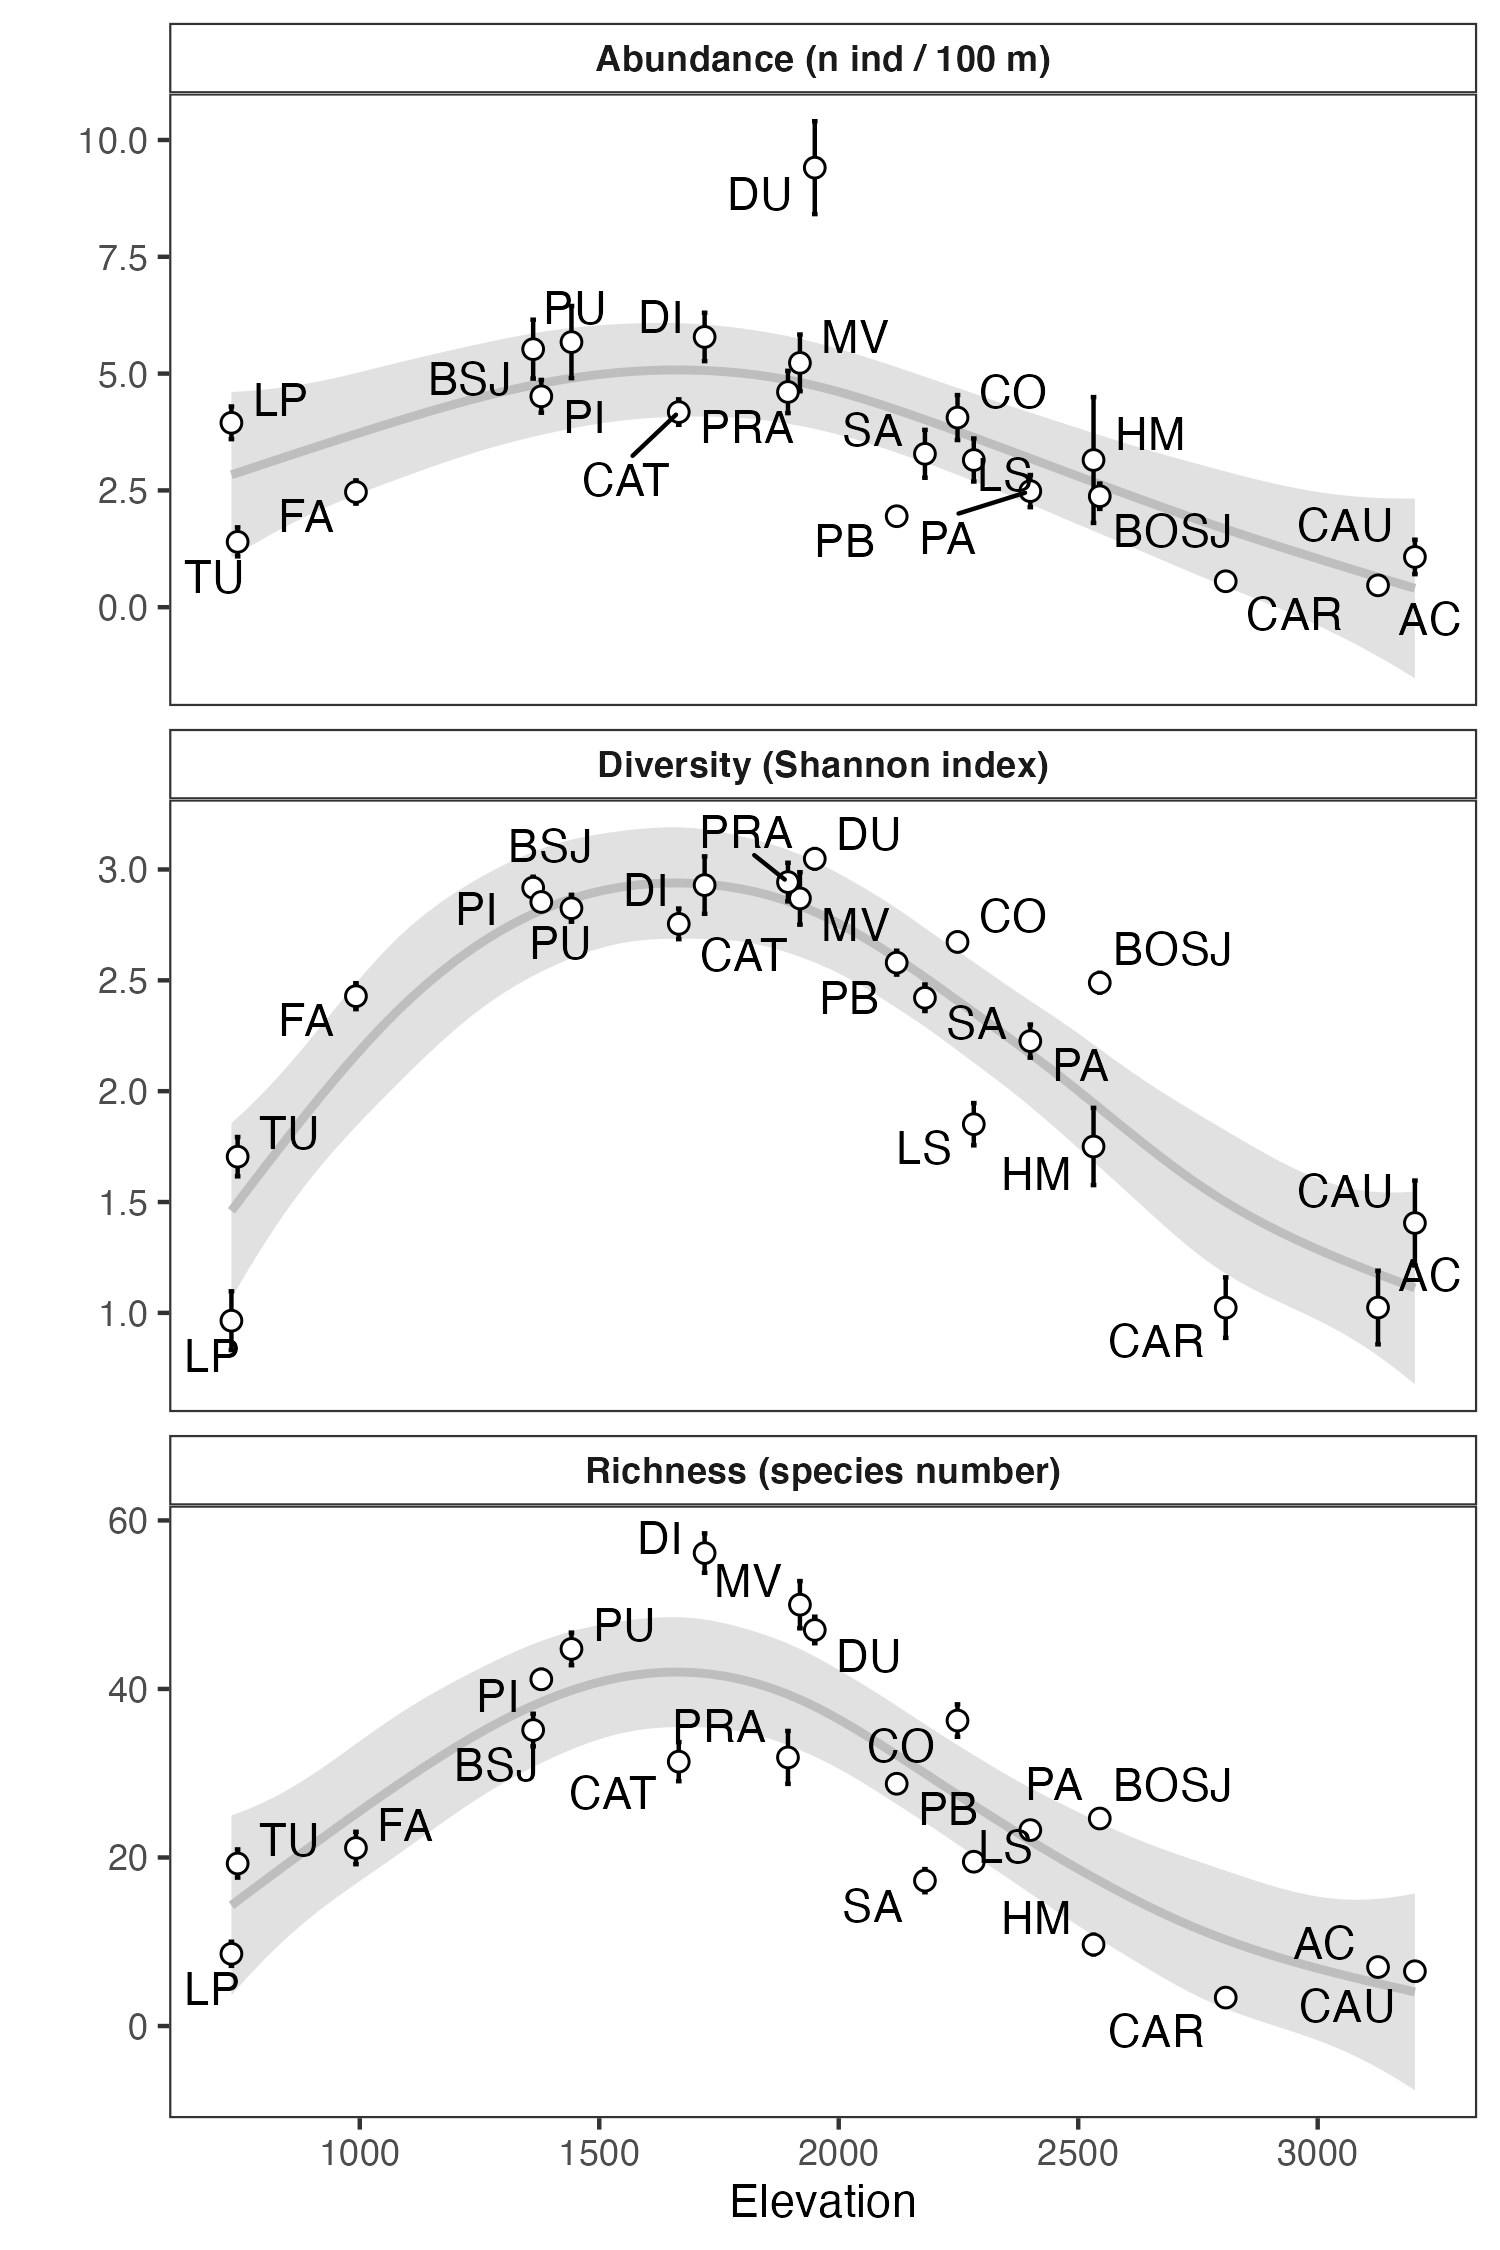 Abundance (n ind / 100 m)
10.0
DU
7.5
PU
DI
MV
5.0
BSJ
CO
LP
PI
PRA
SA
HM
CAT
LS
2.5
FA
PB
PA
BOSJ
CAU
TU
0.0
CAR
AC
Diversity (Shannon index)
PRA
DU
BSJ
3.0
DI
PI
CO
MV
PU
BOSJ
CAT
2.5
PB
FA
SA
PA
2.0
TU
LS
HM
CAU
1.5
AC
1.0
CAR
LP
Richness (species number)
60
DI
MV
PU
DU
40
PI
PRA
CO
BSJ
PA
BOSJ
CAT
PB
FA
TU
LS
20
SA
HM
AC
LP
CAU
0
CAR
1000
1500
2000
2500
3000
Elevation